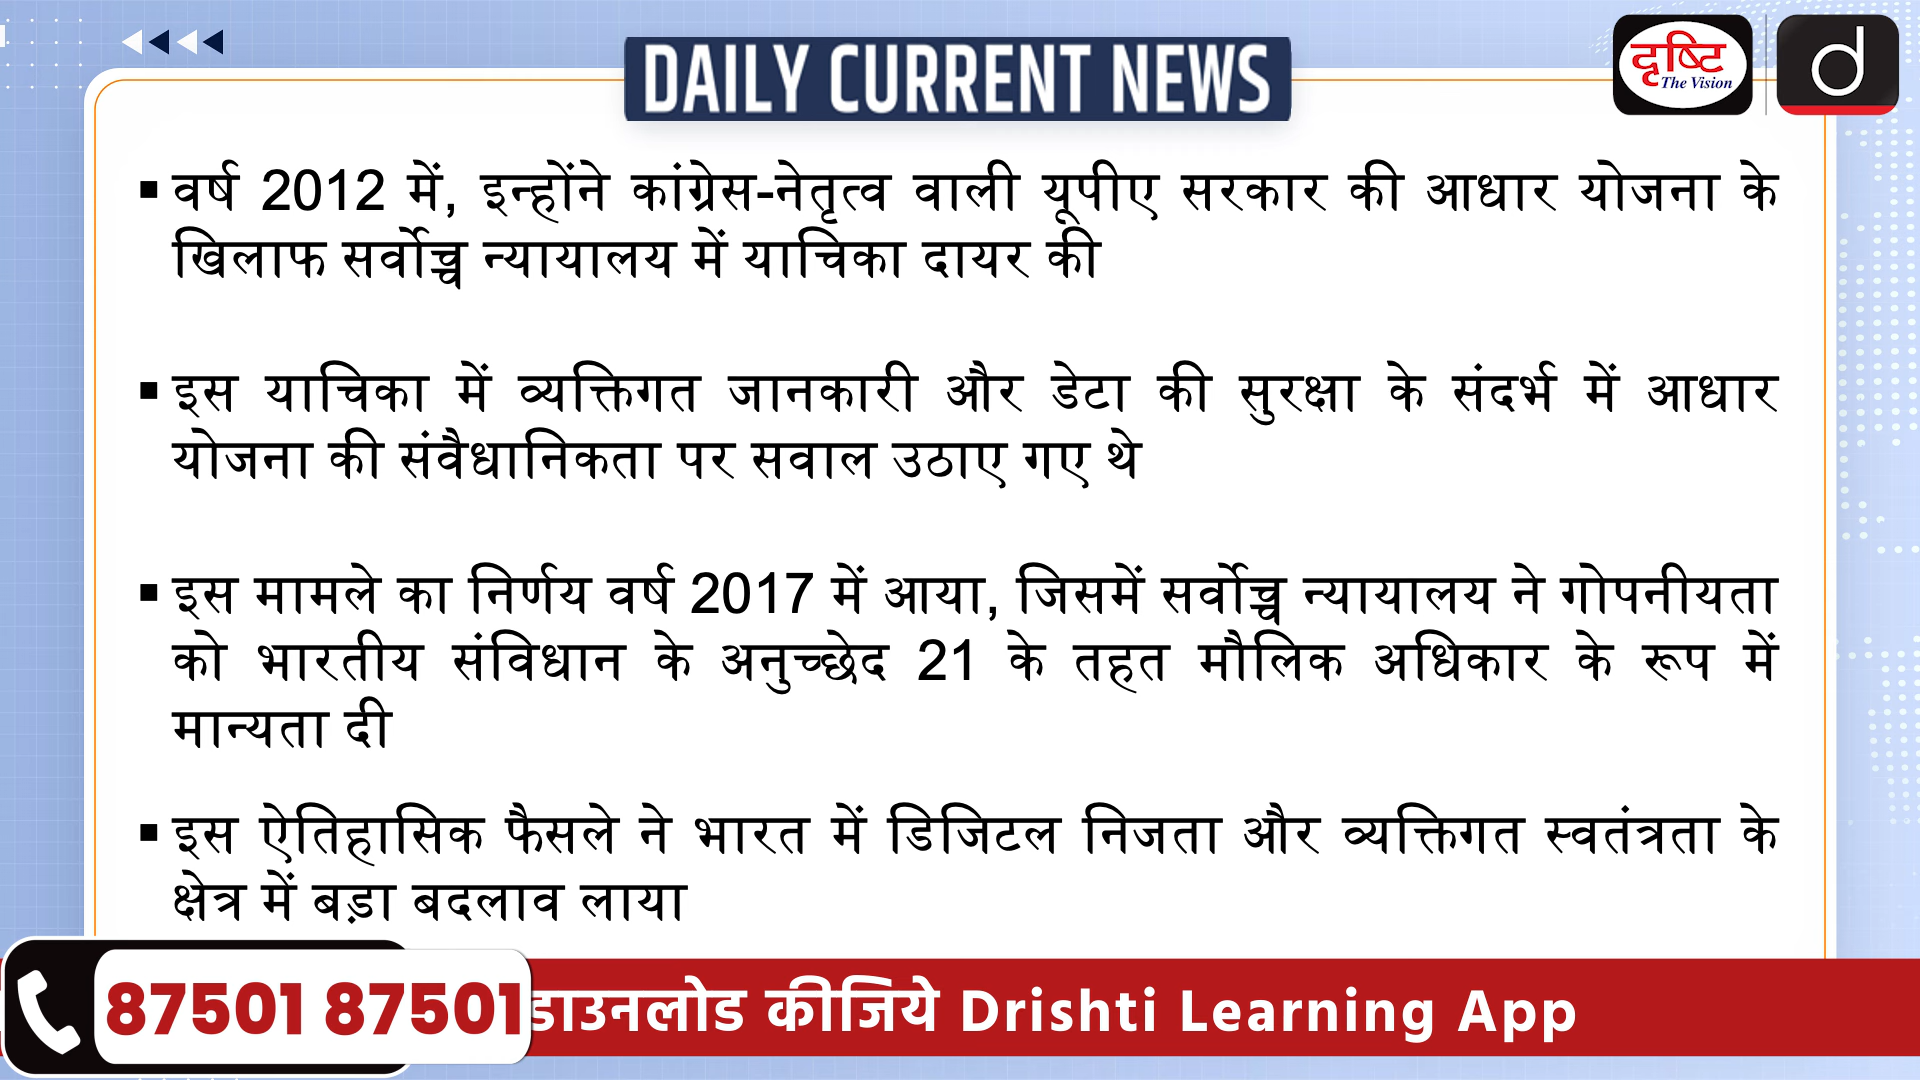 DAILY CURRENT NEWS
दृष्टि
The Vision
d
▪ वर्ष 2012 में, इन्होंने कांग्रेस-नेतृत्व वाली यूपीए सरकार की आधार योजना के
खिलाफ सर्वोच्च न्यायालय में याचिका दायर की
▪ इस याचिका में व्यक्तिगत जानकारी और डेटा की सुरक्षा के संदर्भ में आधार
योजना की संवैधानिकता पर सवाल उठाए गए थे
▪ इस मामले का निर्णय वर्ष 2017 में आया, जिसमें सर्वोच्च न्यायालय ने गोपनीयता
को भारतीय संविधान के अनुच्छेद 21 के तहत मौलिक अधिकार के रूप में
मान्यता दी
▪ इस ऐतिहासिक फैसले ने भारत में डिजिटल निजता और व्यक्तिगत स्वतंत्रता के
क्षेत्र में बड़ा बदलाव लाया
87501 87501 डाउनलोड कीजिये Drishti Learning App